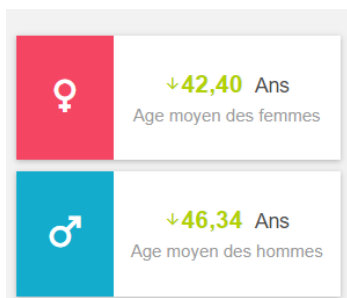 ↓42,40 Ans
Age moyen des femmes
↓46,34 Ans
Age moyen des hommes